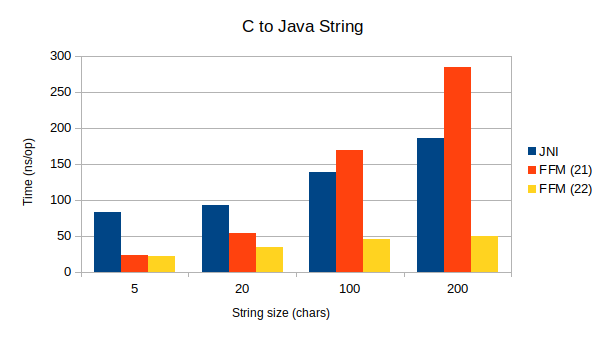 C to Java String
300
250
200
150
100
50
0
Time (ns/op)
5 20 100 200
String size (chars)
JNI
FFM (21)
FFM (22)